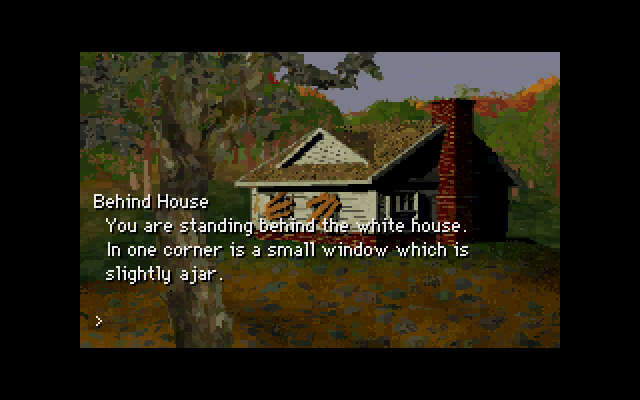 Behind House
You are standing behind the white house.
In one corner is a small window which is
slightly ajar.
>